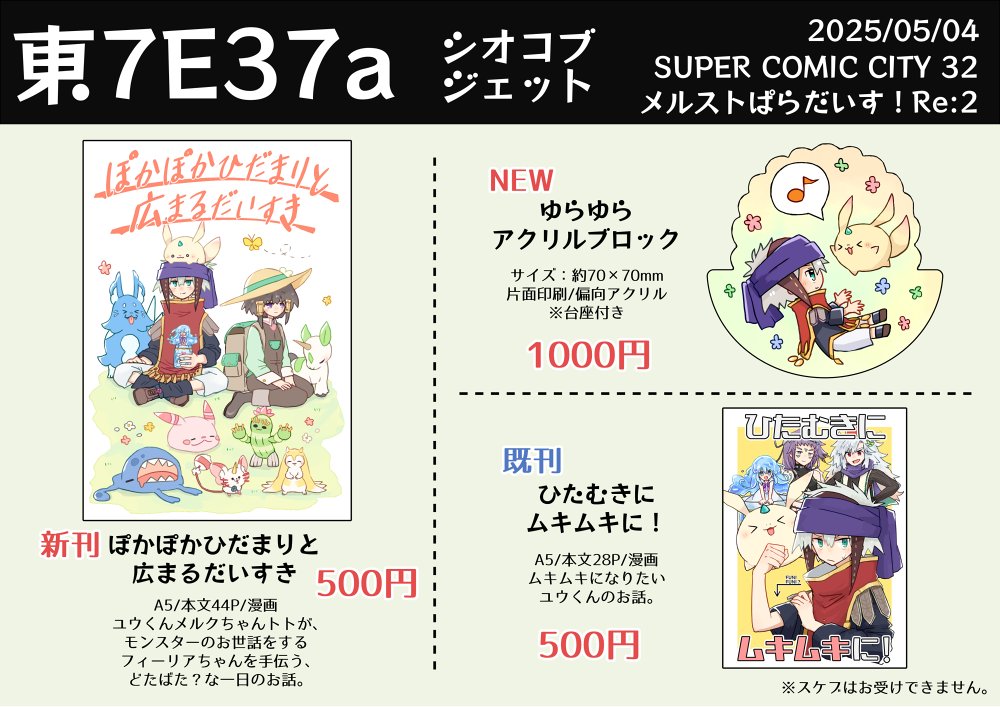 東7E37a
シオコブ
ジェット
2025/05/04
SUPER COMIC CITY 32
メルストぱらだいす！Re:2
ぽかぽかひだまりと
広まるだいすき
新刊 ぽかぽかひだまりと
広まるだいすき
500円
A5/本文44P/漫画
ユウくんメルクちゃんトトが、
モンスターのお世話をする
フィーリアちゃんを手伝う、
どたばた？な一日のお話。
NEW
ゆらゆら
アクリルブロック
サイズ：約70×70mm
片面印刷/偏向アクリル
※台座付き
1000円
既刊
ひたむきに
ムキムキに！
A5/本文28P/漫画
ムキムキになりたい
ユウくんのお話。
500円
ひたむきに
FUNI
FUNI?
ムキムキに!
※スケブはお受けできません。